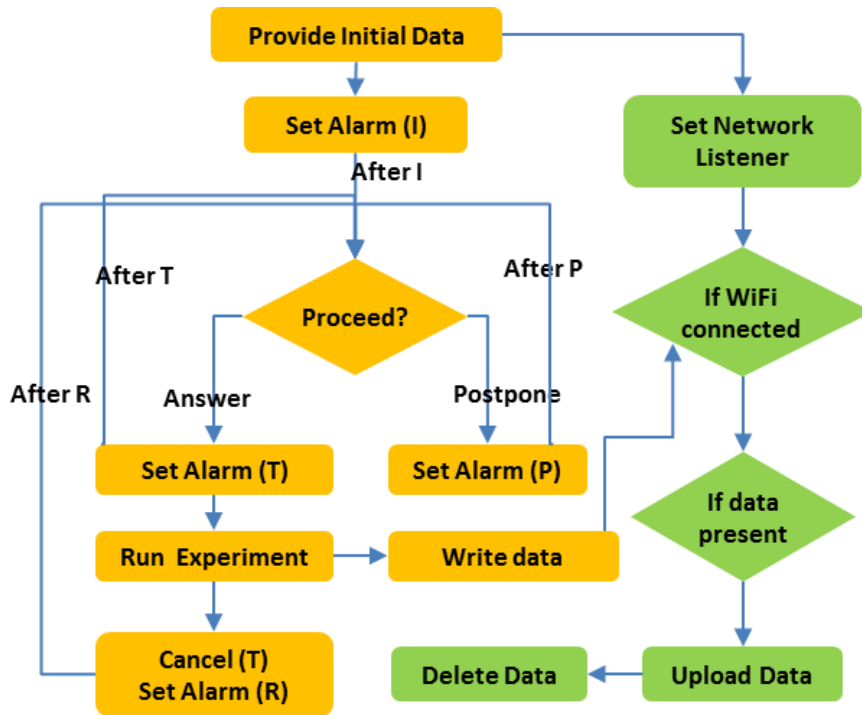 Provide Initial Data
Set Alarm (I)
Set Network
Listener
After I
After T
After P
Proceed?
If WiFi
connected
After R
Answer
Postpone
Set Alarm (T)
Set Alarm (P)
If data
present
Run Experiment
Write data
Cancel (T)
Set Alarm (R)
Delete Data
Upload Data